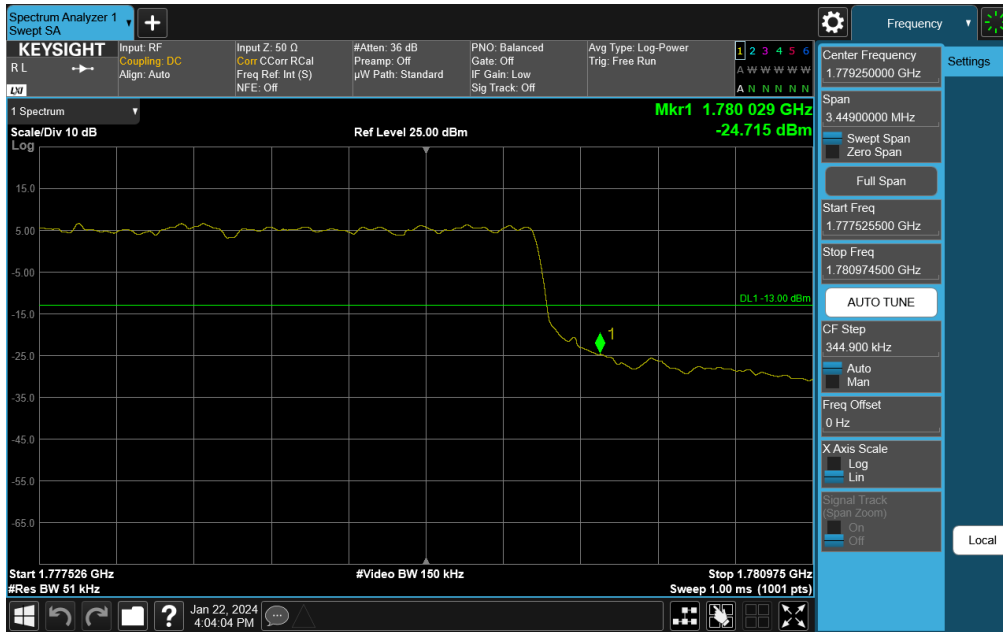 Spectrum Analyzer 1
Swept SA
+
Frequency
KEYSIGHT
R L
LXI
Input: RF
Coupling: DC
Align: Auto
Input Z: 50 Ω
Corr CCorr RCal
Freq Ref: Int (S)
NFE: Off
#Atten: 36 dB
Preamp: Off
µW Path: Standard
PNO: Balanced
Gate: Off
IF Gain: Low
Sig Track: Off
Avg Type: Log-Power
Trig: Free Run
1 2 3 4 5 6
A W W W W W
A N N N N N
1 Spectrum
Mkr1 1.780 029 GHz
Scale/Div 10 dB
Ref Level 25.00 dBm
-24.715 dBm
Log
15.0
5.00
-5.00
-15.0
-25.0
-35.0
-45.0
-55.0
-65.0
DL1 -13.00 dBm
1
Start 1.777526 GHz
#Video BW 150 kHz
Stop 1.780975 GHz
#Res BW 51 kHz
Sweep 1.00 ms (1001 pts)
Center Frequency
1.779250000 GHz
Settings
Span
3.44900000 MHz
Swept Span
Zero Span
Full Span
Start Freq
1.777525500 GHz
Stop Freq
1.780974500 GHz
AUTO TUNE
CF Step
344.900 kHz
Auto
Man
Freq Offset
0 Hz
X Axis Scale
Log
Lin
Signal Track
(Span Zoom)
On
Off
Local
?
Jan 22, 2024
4:04:04 PM